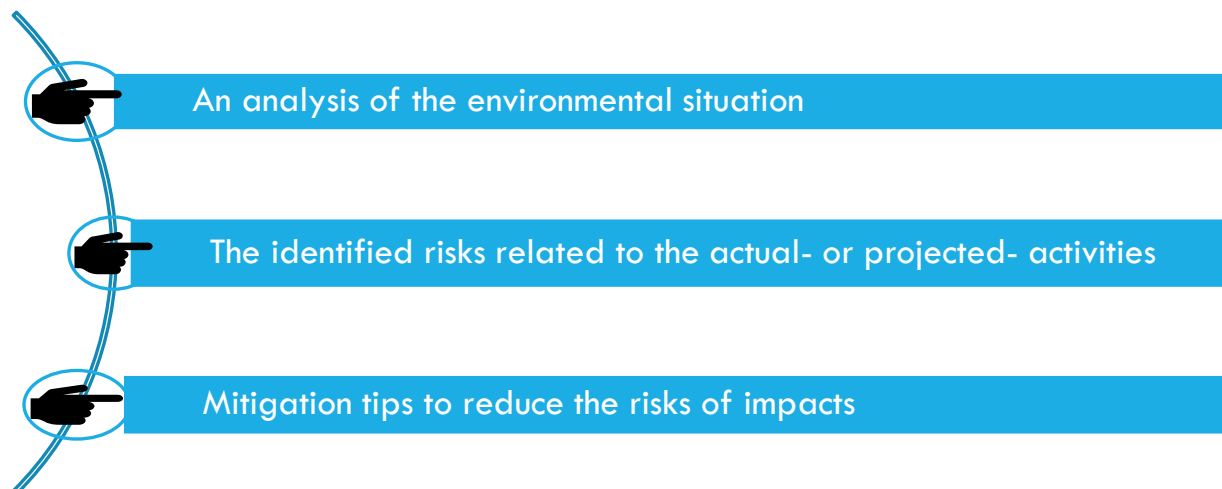 An analysis of the environmental situation
The identified risks related to the actual- or projected- activities
Mitigation tips to reduce the risks of impacts